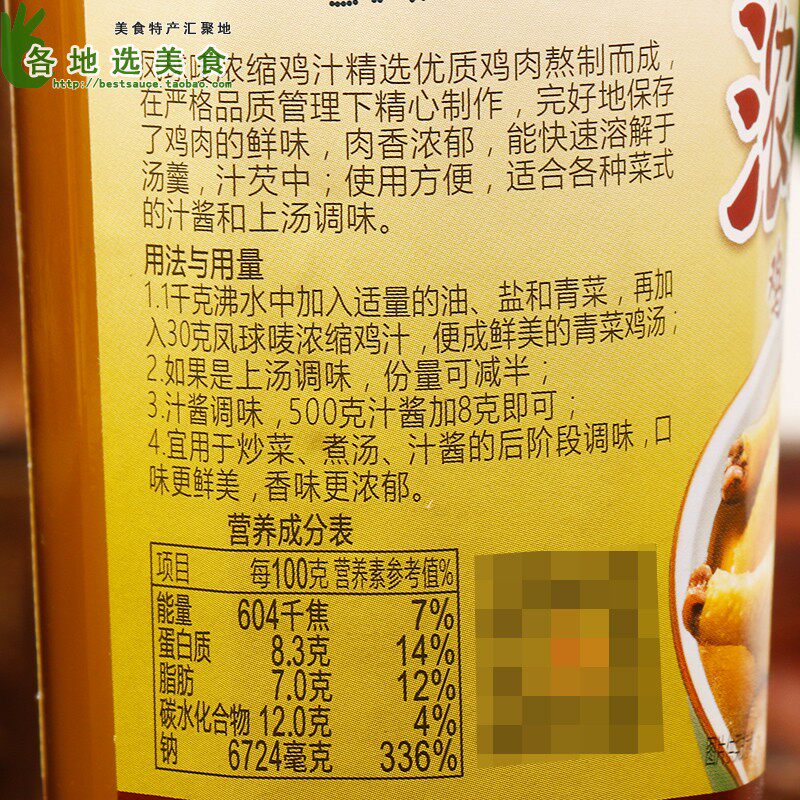 美食特产汇聚地
各地选美食
http://bestsauce.taobao.com
凤球唛浓缩鸡汁精选优质鸡肉熬制而成，
在严格品质管理下精心制作，完好地保存
了鸡肉的鲜味，肉香浓郁，能快速溶解于
汤羹，汁芡中；使用方便，适合各种菜式
的汁酱和上汤调味。
用法与用量
1.1千克沸水中加入适量的油、盐和青菜，再加
入30克凤球唛浓缩鸡汁，便成鲜美的青菜鸡汤；
2.如果是上汤调味，份量可减半；
3.汁酱调味，500克汁酱加8克即可；
4.宜用于炒菜、煮汤、汁酱的后阶段调味，口
味更鲜美，香味更浓郁。
营养成分表
项目 每100克 营养素参考值%
能量 604千焦 7%
蛋白质 8.3克 14%
脂肪 7.0克 12%
碳水化合物 12.0克 4%
钠 6724毫克 336%
浓
图片